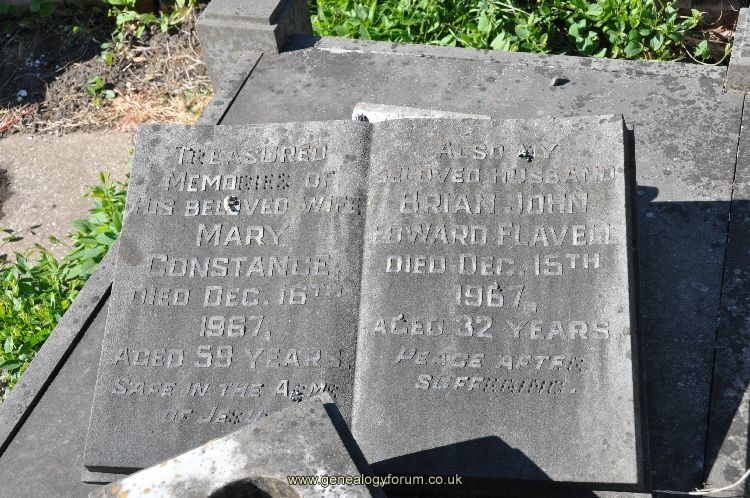 Treasured
Memories of
His beloved wife
MARY
CONSTANCE,
Died Dec. 16TH
1967,
Aged 59 Years.
Safe in the Arms
of Jesus.
Also my
beloved husband
BRIAN JOHN
EDWARD FLAVELL
Died Dec. 15TH
1967,
Aged 32 Years.
Peace after
suffering.
www.genealogyforum.co.uk